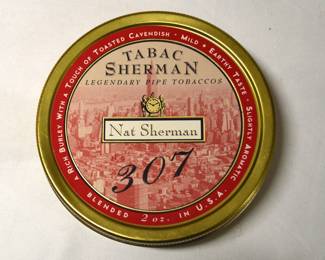 A RICH BURLEY WITH A TOUCH OF TOASTED CAVENDISH • MILD • EARTHY TASTE • SLIGHTLY AROMATIC
TABAC
SHERMAN
LEGENDARY PIPE TOBACCOS
Nat Sherman
307
BLENDED 2 oz. IN U.S.A.